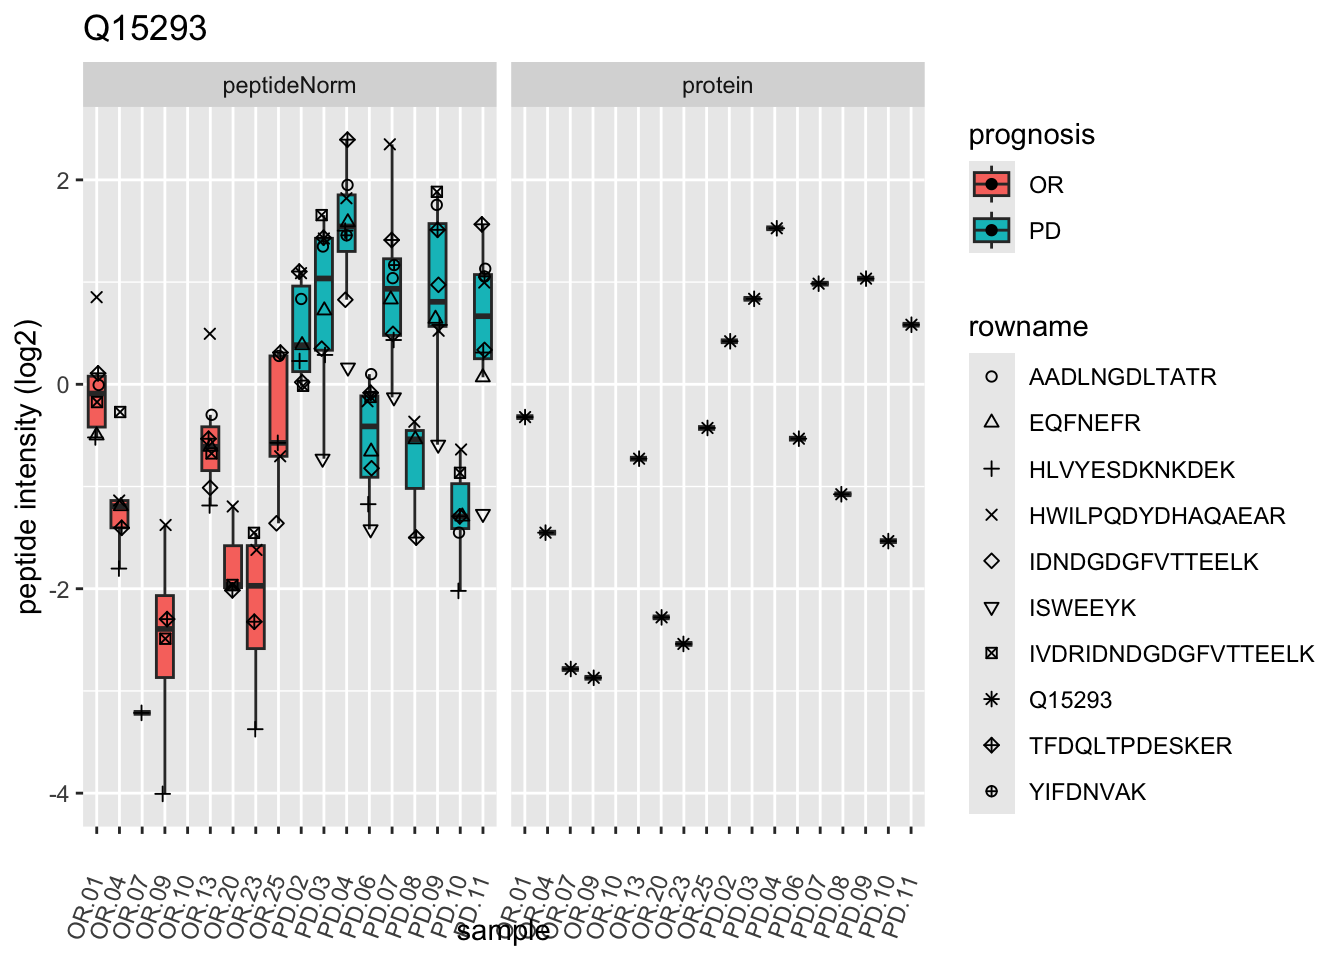 Q15293
peptideNorm
protein
peptide intensity (log2)
2
0
-2
-4
OR.01
OR.04
OR.07
OR.09
OR.10
OR.13
OR.20
OR.23
OR.25
PD.02
PD.03
PD.04
PD.06
PD.07
PD.08
PD.09
PD.10
PD.11
OR.01
OR.04
OR.07
OR.09
OR.10
OR.13
OR.20
OR.23
OR.25
PD.02
PD.03
PD.04
PD.06
PD.07
PD.08
PD.09
PD.10
PD.11
sample
prognosis
OR
PD
rowname
AADLNGDLTATR
EQFNEFR
HLVYESDKNKDEK
HWILPQDYDHAQAEAR
IDNDGDGFVTTEELK
ISWEEYK
IVDRIDNDGDGFVTTEELK
Q15293
TFDQLTPDESKER
YIFDNVAK